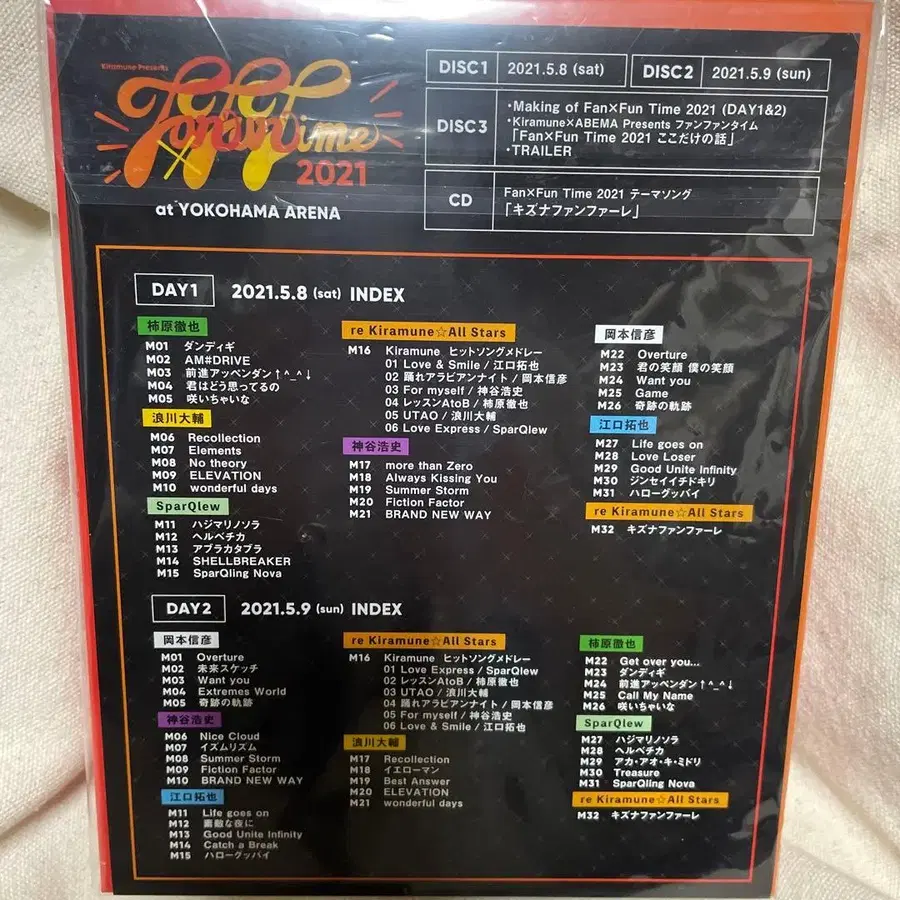 Kiramune Presents
Fan×Fun Time
2021
at YOKOHAMA ARENA
DISC1 2021.5.8 (sat)
DISC2 2021.5.9 (sun)
DISC3
・Making of Fan×Fun Time 2021 (DAY1&2)
・Kiramune×ABEMA Presents ファンファンタイム
「Fan×Fun Time 2021 ここだけの話」
・TRAILER
CD
Fan×Fun Time 2021 テーマソング
「キズナファンファーレ」
DAY1 2021.5.8 (sat) INDEX
柿原徹也
M01 ダンディギ
M02 AM#DRIVE
M03 前進アッペンダン↑^_^↓
M04 君はどう思ってるの
M05 咲いちゃいな
浪川大輔
M06 Recollection
M07 Elements
M08 No theory
M09 ELEVATION
M10 wonderful days
SparQlew
M11 ハジマリノソラ
M12 ヘルベチカ
M13 アブラカタブラ
M14 SHELLBREAKER
M15 SparQling Nova
re Kiramune☆All Stars
M16 Kiramune ヒットソングメドレー
01 Love & Smile / 江口拓也
02 踊れアラビアンナイト / 岡本信彦
03 For myself / 神谷浩史
04 レッスンAtoB / 柿原徹也
05 UTAO / 浪川大輔
06 Love Express / SparQlew
神谷浩史
M17 more than Zero
M18 Always Kissing You
M19 Summer Storm
M20 Fiction Factor
M21 BRAND NEW WAY
岡本信彦
M22 Overture
M23 君の笑顔 僕の笑顔
M24 Want you
M25 Game
M26 奇跡の軌跡
江口拓也
M27 Life goes on
M28 Love Loser
M29 Good Unite Infinity
M30 ジンセイイチドキリ
M31 ハローグッバイ
re Kiramune☆All Stars
M32 キズナファンファーレ
DAY2 2021.5.9 (sun) INDEX
岡本信彦
M01 Overture
M02 未来スケッチ
M03 Want you
M04 Extremes World
M05 奇跡の軌跡
神谷浩史
M06 Nice Cloud
M07 イズムリズム
M08 Summer Storm
M09 Fiction Factor
M10 BRAND NEW WAY
江口拓也
M11 Life goes on
M12 素敵な夜に
M13 Good Unite Infinity
M14 Catch a Break
M15 ハローグッバイ
re Kiramune☆All Stars
M16 Kiramune ヒットソングメドレー
01 Love Express / SparQlew
02 レッスンAtoB / 柿原徹也
03 UTAO / 浪川大輔
04 踊れアラビアンナイト / 岡本信彦
05 For myself / 神谷浩史
06 Love & Smile / 江口拓也
浪川大輔
M17 Recollection
M18 イエローマン
M19 Best Answer
M20 ELEVATION
M21 wonderful days
柿原徹也
M22 Get over you...
M23 ダンディギ
M24 前進アッペンダン↑^_^↓
M25 Call My Name
M26 咲いちゃいな
SparQlew
M27 ハジマリノソラ
M28 ヘルベチカ
M29 アカ・アオ・キ・ミドリ
M30 Treasure
M31 SparQling Nova
re Kiramune☆All Stars
M32 キズナファンファーレ